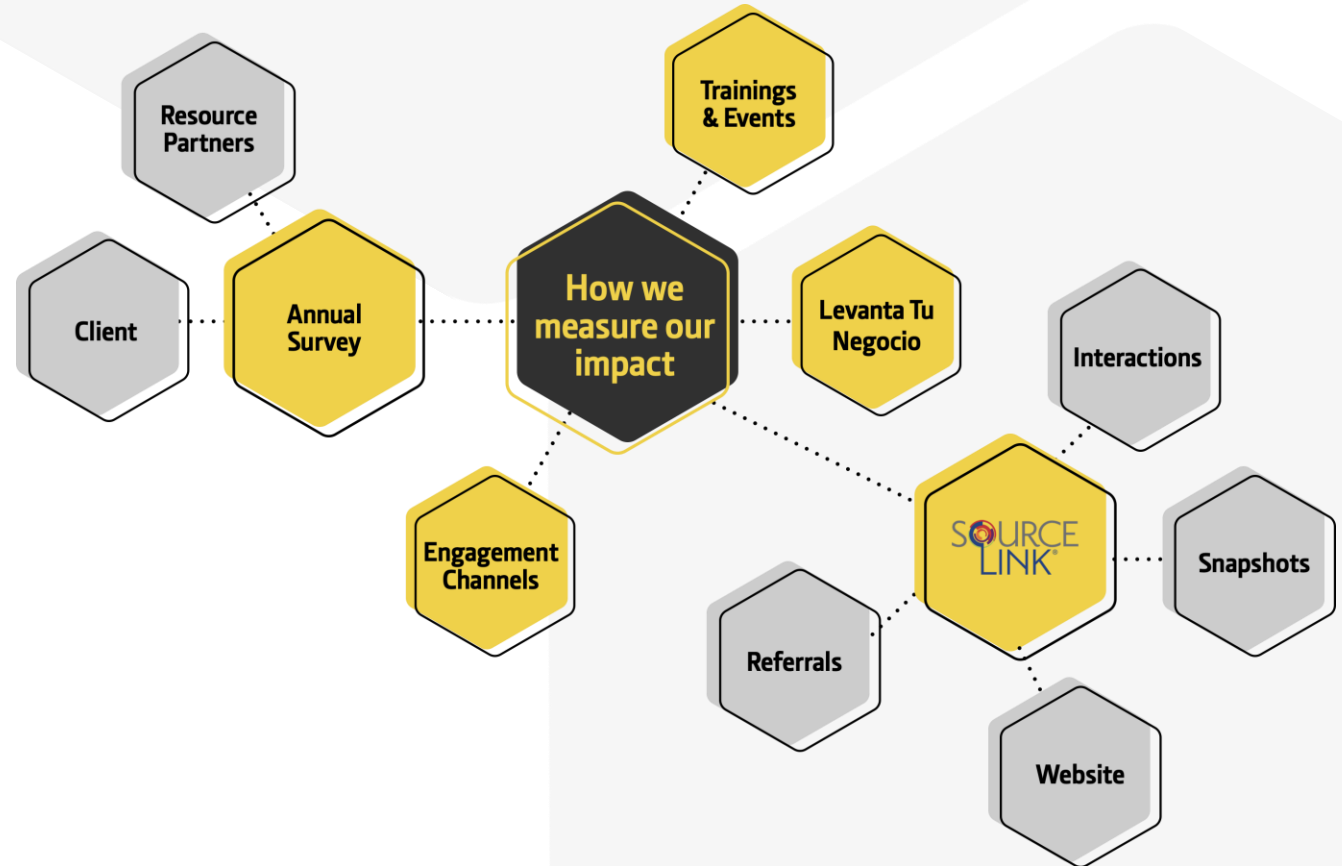 Trainings
& Events
Resource
Partners
How we
measure our
impact
Annual
Survey
Client
Levanta Tu
Negocio
Interactions
Engagement
Channels
SOURCE
LINK®
Snapshots
Referrals
Website